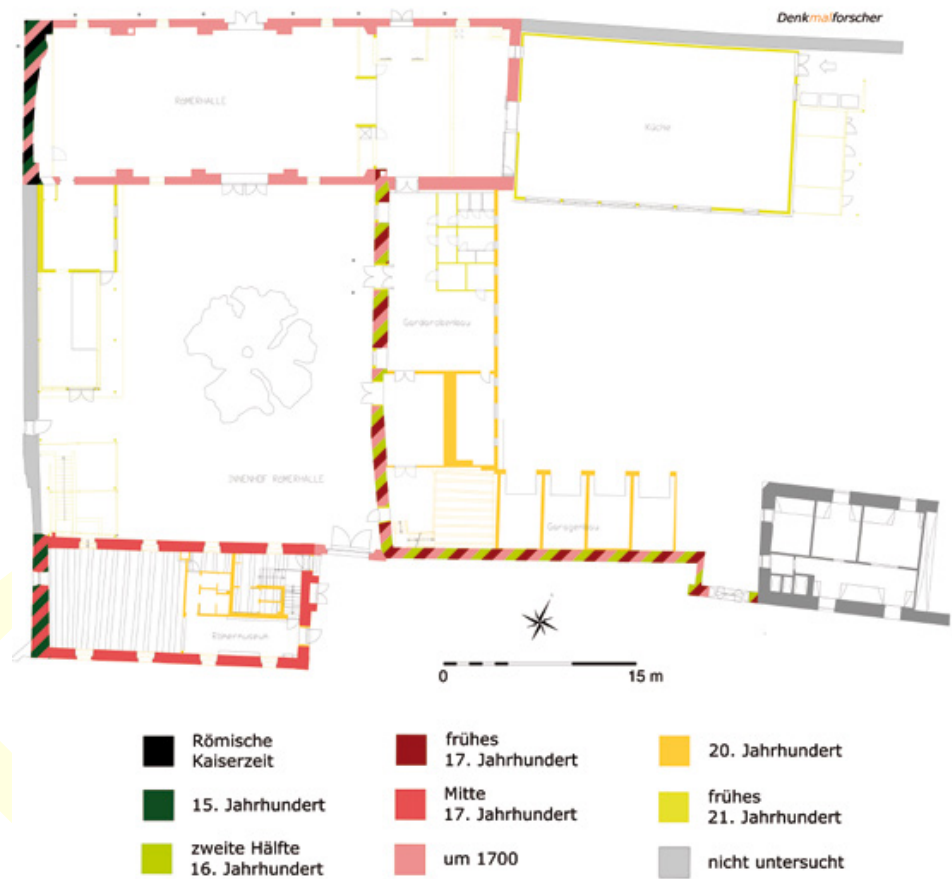 Denkmalforscher
RÖMERHALLE
Küche
Garderobenbau
INNENHOF RÖMERHALLE
Garagenbau
Römermuseum
0
15 m
Römische
Kaiserzeit
frühes
17. Jahrhundert
20. Jahrhundert
15. Jahrhundert
Mitte
17. Jahrhundert
frühes
21. Jahrhundert
zweite Hälfte
16. Jahrhundert
um 1700
nicht untersucht